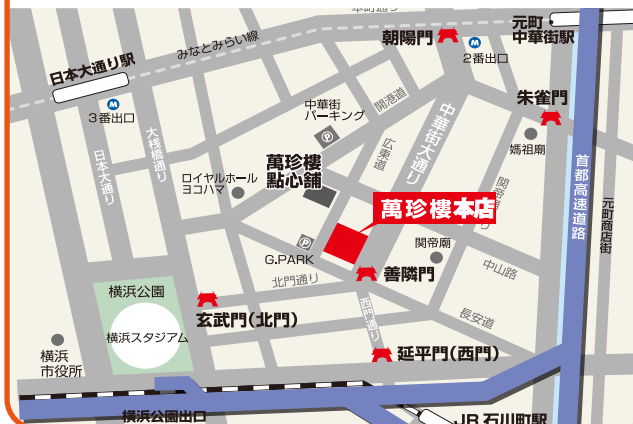 本町通り
元町・
中華街駅
朝陽門
M
2番出口
みなとみらい線
日本大通り駅
M
3番出口
朱雀門
開港道
中華街
パーキング
P
中華街大通り
大桟橋通り
日本大通り
広東道
媽祖廟
萬珍樓
點心舗
ロイヤルホール
ヨコハマ
首都高速道路
元町商店街
萬珍樓本店
関帝廟通り
関帝廟
P
G.PARK
中山路
善隣門
北門通り
横浜公園
玄武門(北門)
西門通り
長安道
横浜スタジアム
延平門(西門)
横浜
市役所
横浜公園出口
JR 石川町駅